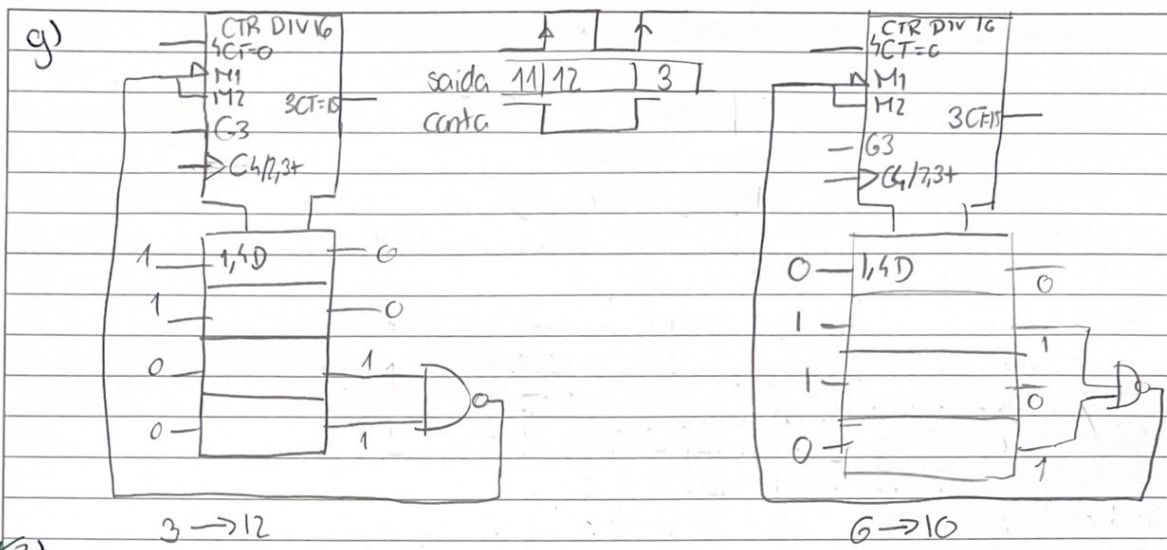 g)
CTR DIV 16
4CT=0
M1
M2
3CT=15
G3
C4/2,3+
1 1,4D 0
1 0
0 1
0 1
3 → 12
saida 11 12 3
conta
CTR DIV 16
4CT=0
M1
M2
3CT=15
G3
C4/2,3+
0 1,4D 0
1 1
1 0
0 1
6 → 10